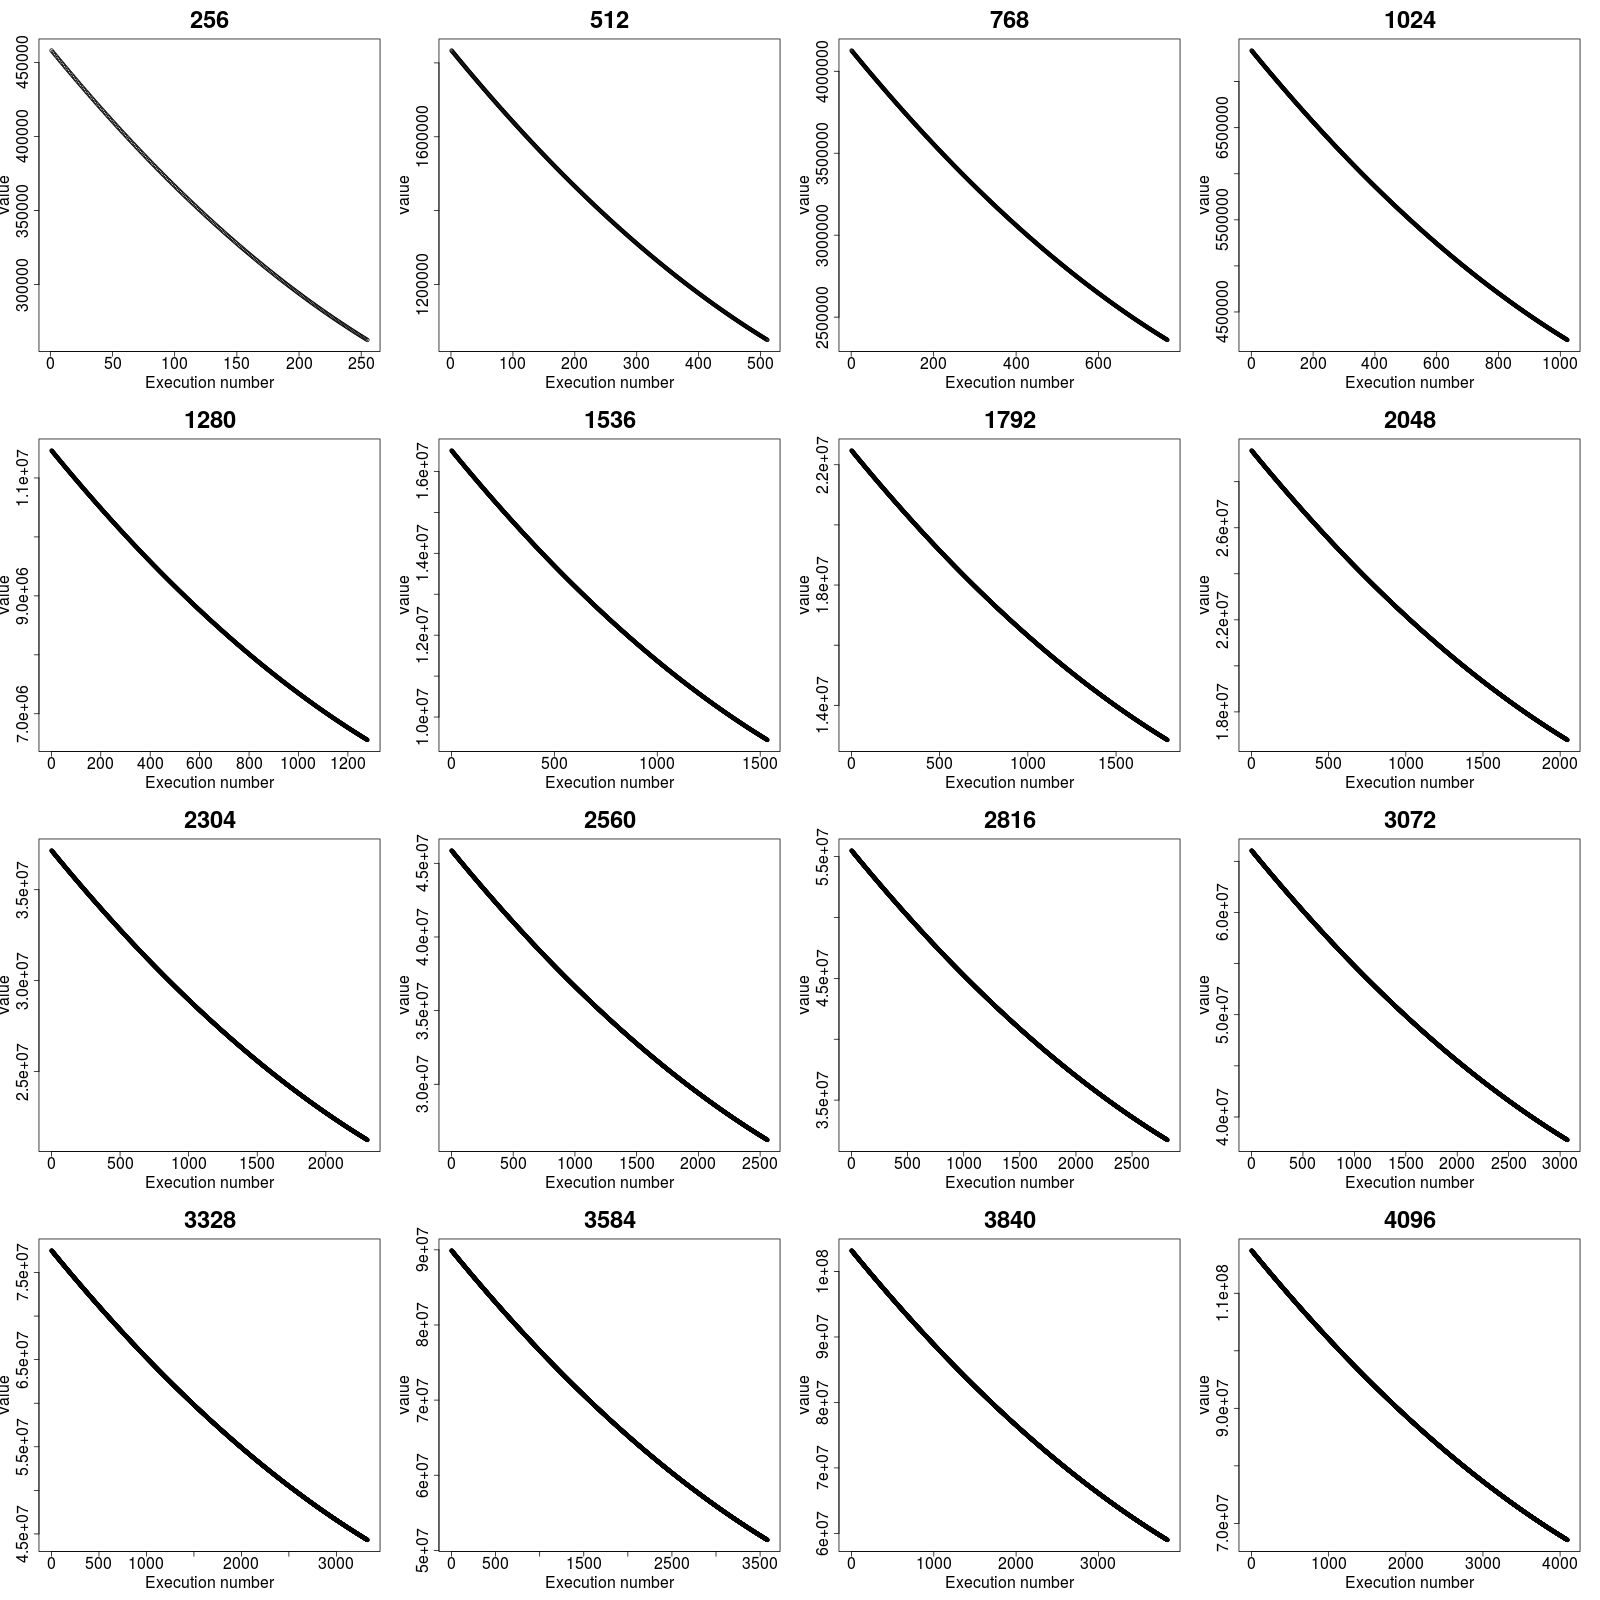 256
value
300000 350000 400000 450000
0 50 100 150 200 250
Execution number
512
value
1200000 1600000
0 100 200 300 400 500
Execution number
768
value
2500000 3000000 3500000 4000000
0 200 400 600
Execution number
1024
value
4500000 5500000 6500000
0 200 400 600 800 1000
Execution number
1280
value
7.0e+06 9.0e+06 1.1e+07
0 200 400 600 800 1000 1200
Execution number
1536
value
1.0e+07 1.2e+07 1.4e+07 1.6e+07
0 500 1000 1500
Execution number
1792
value
1.4e+07 1.8e+07 2.2e+07
0 500 1000 1500
Execution number
2048
value
1.8e+07 2.2e+07 2.6e+07
0 500 1000 1500 2000
Execution number
2304
value
2.5e+07 3.0e+07 3.5e+07
0 500 1000 1500 2000
Execution number
2560
value
3.0e+07 3.5e+07 4.0e+07 4.5e+07
0 500 1000 1500 2000 2500
Execution number
2816
value
3.5e+07 4.5e+07 5.5e+07
0 500 1000 1500 2000 2500
Execution number
3072
value
4.0e+07 5.0e+07 6.0e+07
0 500 1000 1500 2000 2500 3000
Execution number
3328
value
4.5e+07 5.5e+07 6.5e+07 7.5e+07
0 500 1000 2000 3000
Execution number
3584
value
5e+07 6e+07 7e+07 8e+07 9e+07
0 500 1500 2500 3500
Execution number
3840
value
6e+07 7e+07 8e+07 9e+07 1e+08
0 1000 2000 3000
Execution number
4096
value
7.0e+07 9.0e+07 1.1e+08
0 1000 2000 3000 4000
Execution number